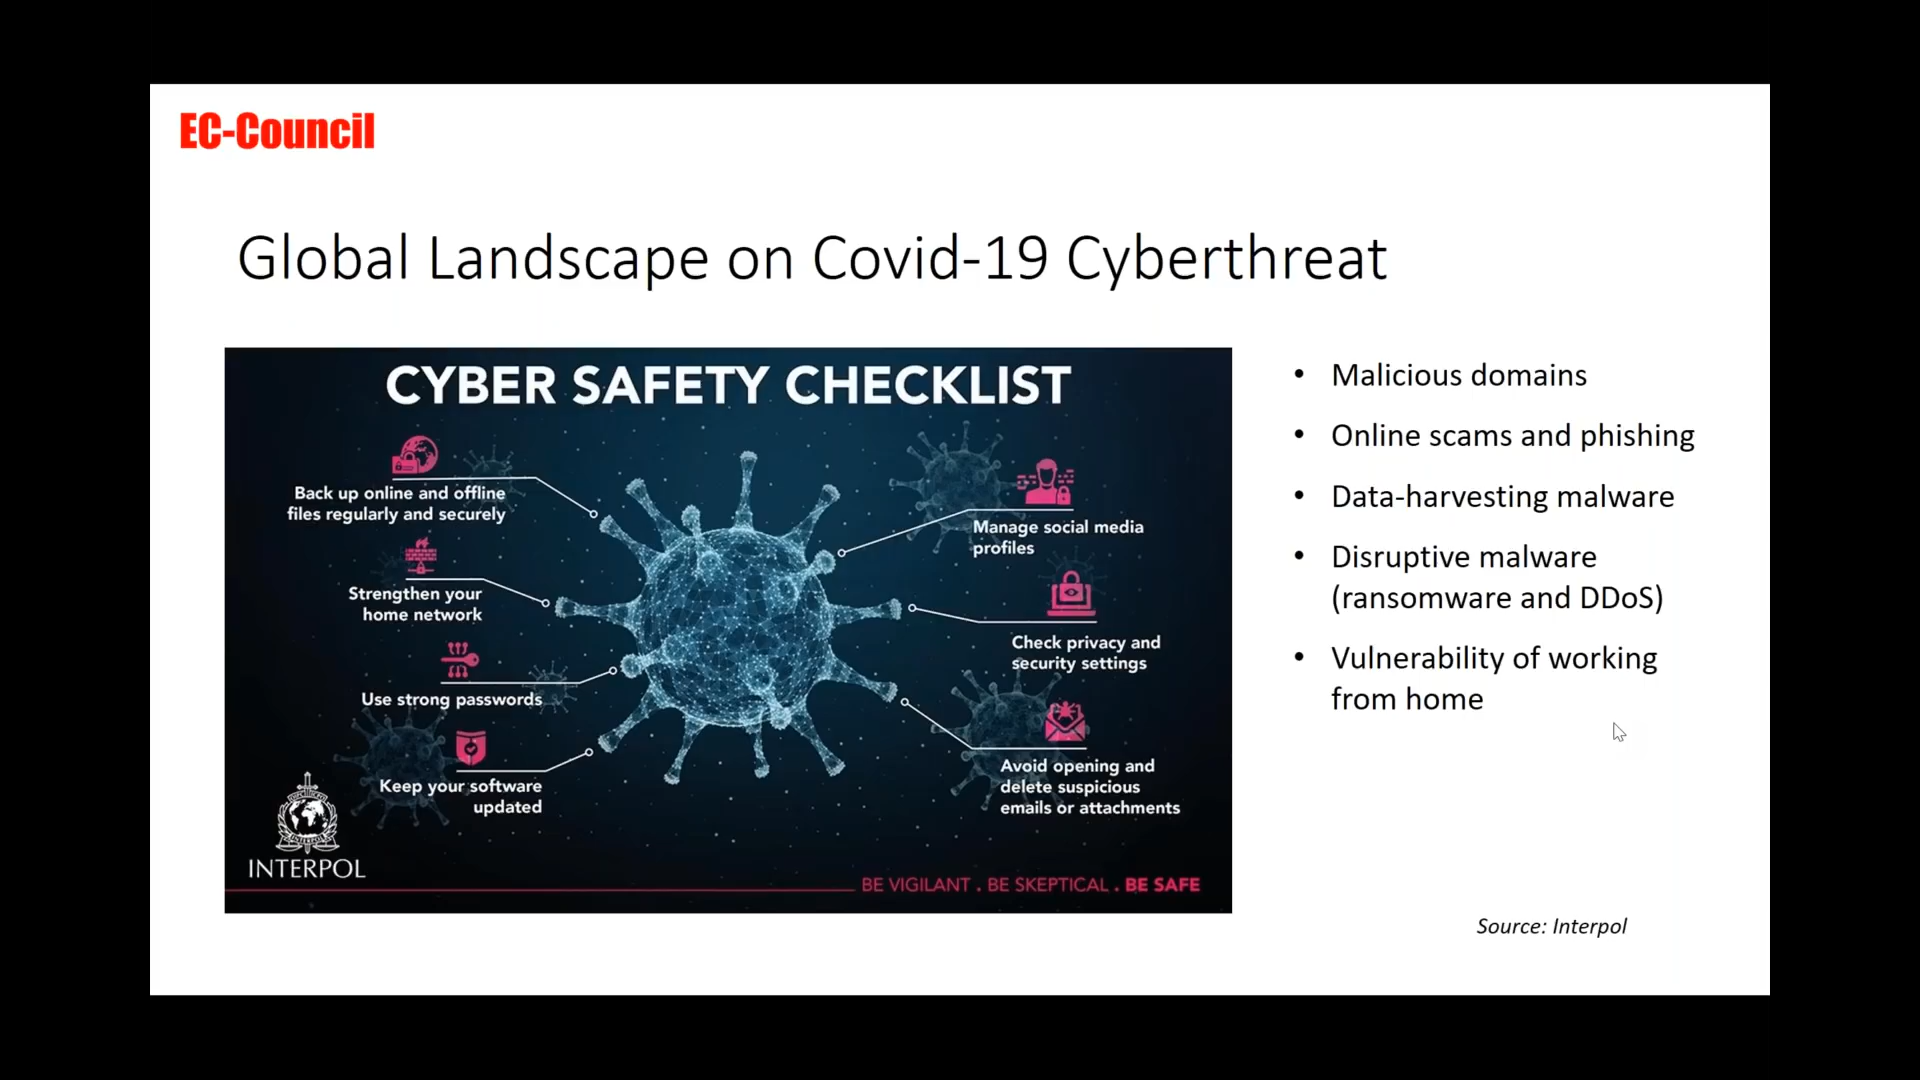 EC-Council
Global Landscape on Covid-19 Cyberthreat
CYBER SAFETY CHECKLIST
Back up online and offline
files regularly and securely
Strengthen your
home network
Use strong passwords
Keep your software
updated
Manage social media
profiles
Check privacy and
security settings
Avoid opening and
delete suspicious
emails or attachments
INTERPOL
BE VIGILANT . BE SKEPTICAL . BE SAFE
• Malicious domains
• Online scams and phishing
• Data-harvesting malware
• Disruptive malware
(ransomware and DDoS)
• Vulnerability of working
from home
Source: Interpol